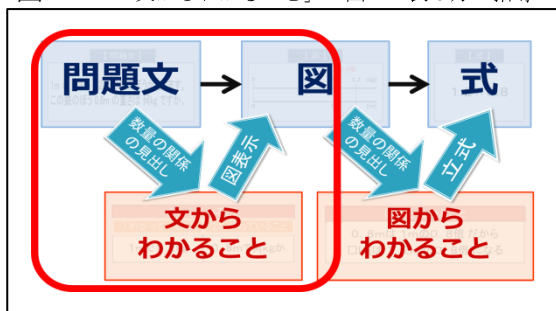 問題文 → 図 → 式
数量の関係
の見出し
図表示
数量の関係
の見出し
立式
文から
わかること
図から
わかること